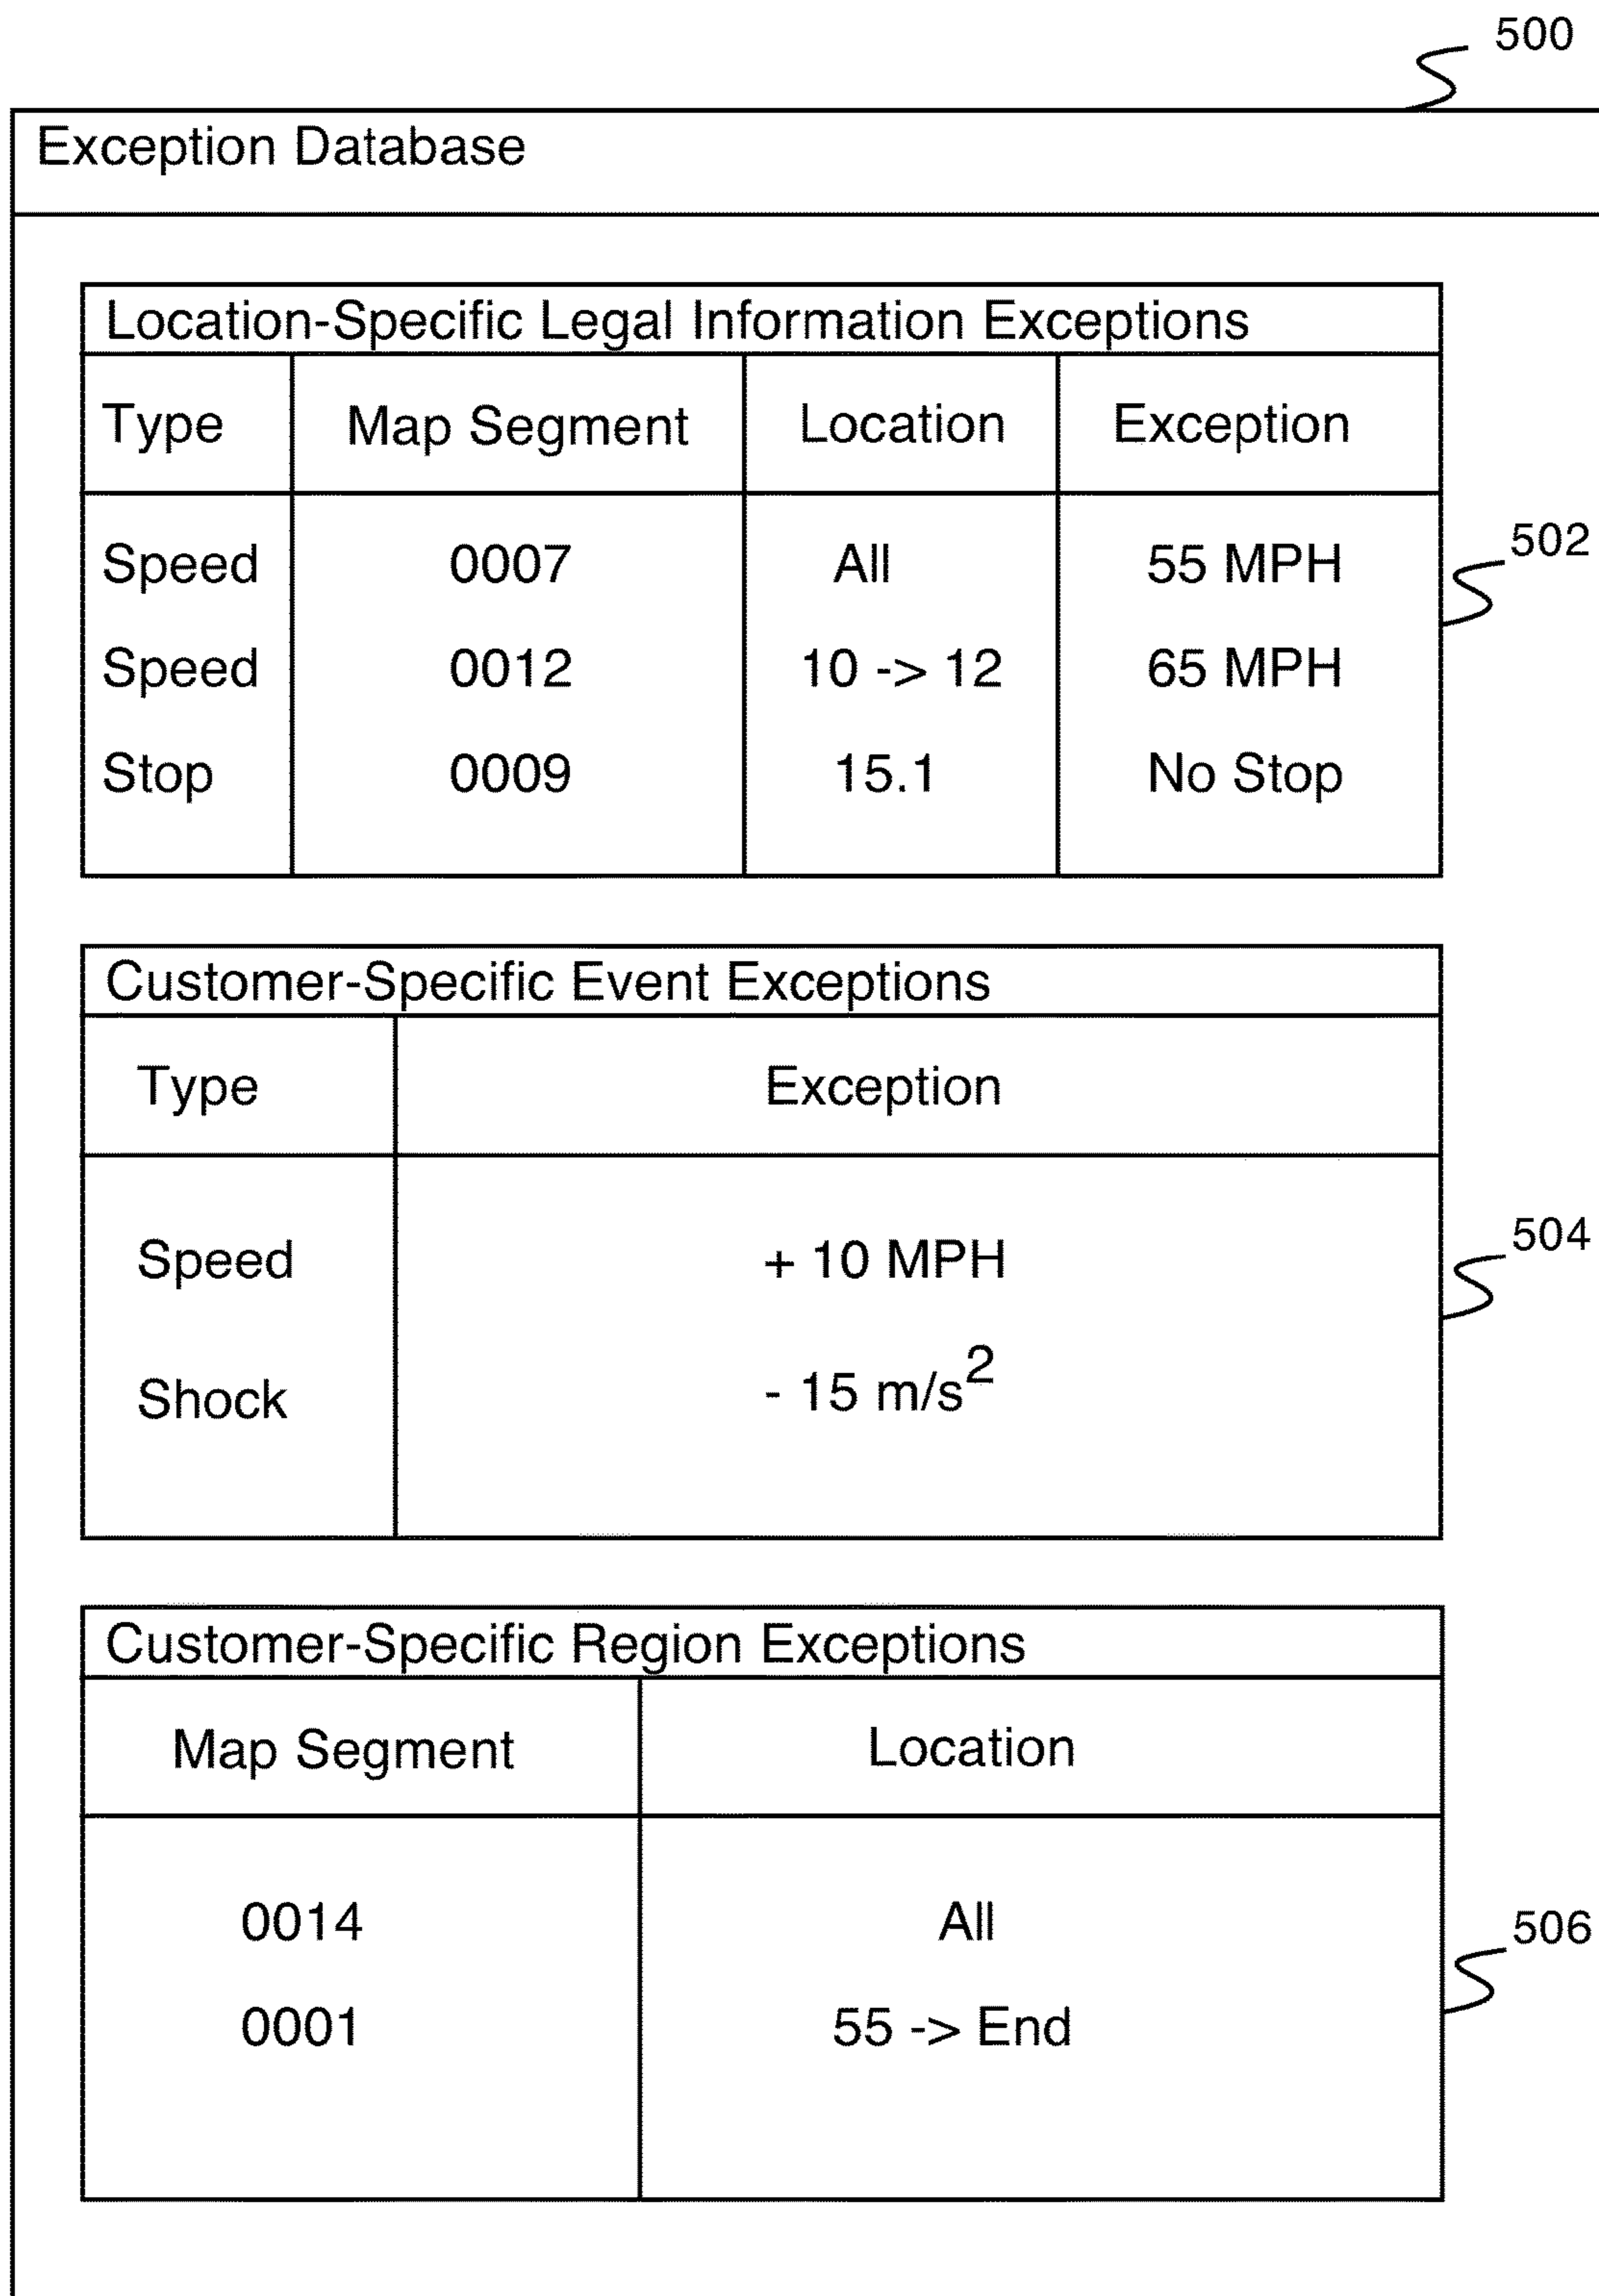 500
Exception Database
Location-Specific Legal Information Exceptions
Type Map Segment Location Exception
Speed 0007 All 55 MPH
502
Speed 0012 10 -> 12 65 MPH
Stop 0009 15.1 No Stop
Customer-Specific Event Exceptions
Type Exception
Speed + 10 MPH
504
Shock - 15 m/s²
Customer-Specific Region Exceptions
Map Segment Location
0014 All
506
0001 55 -> End